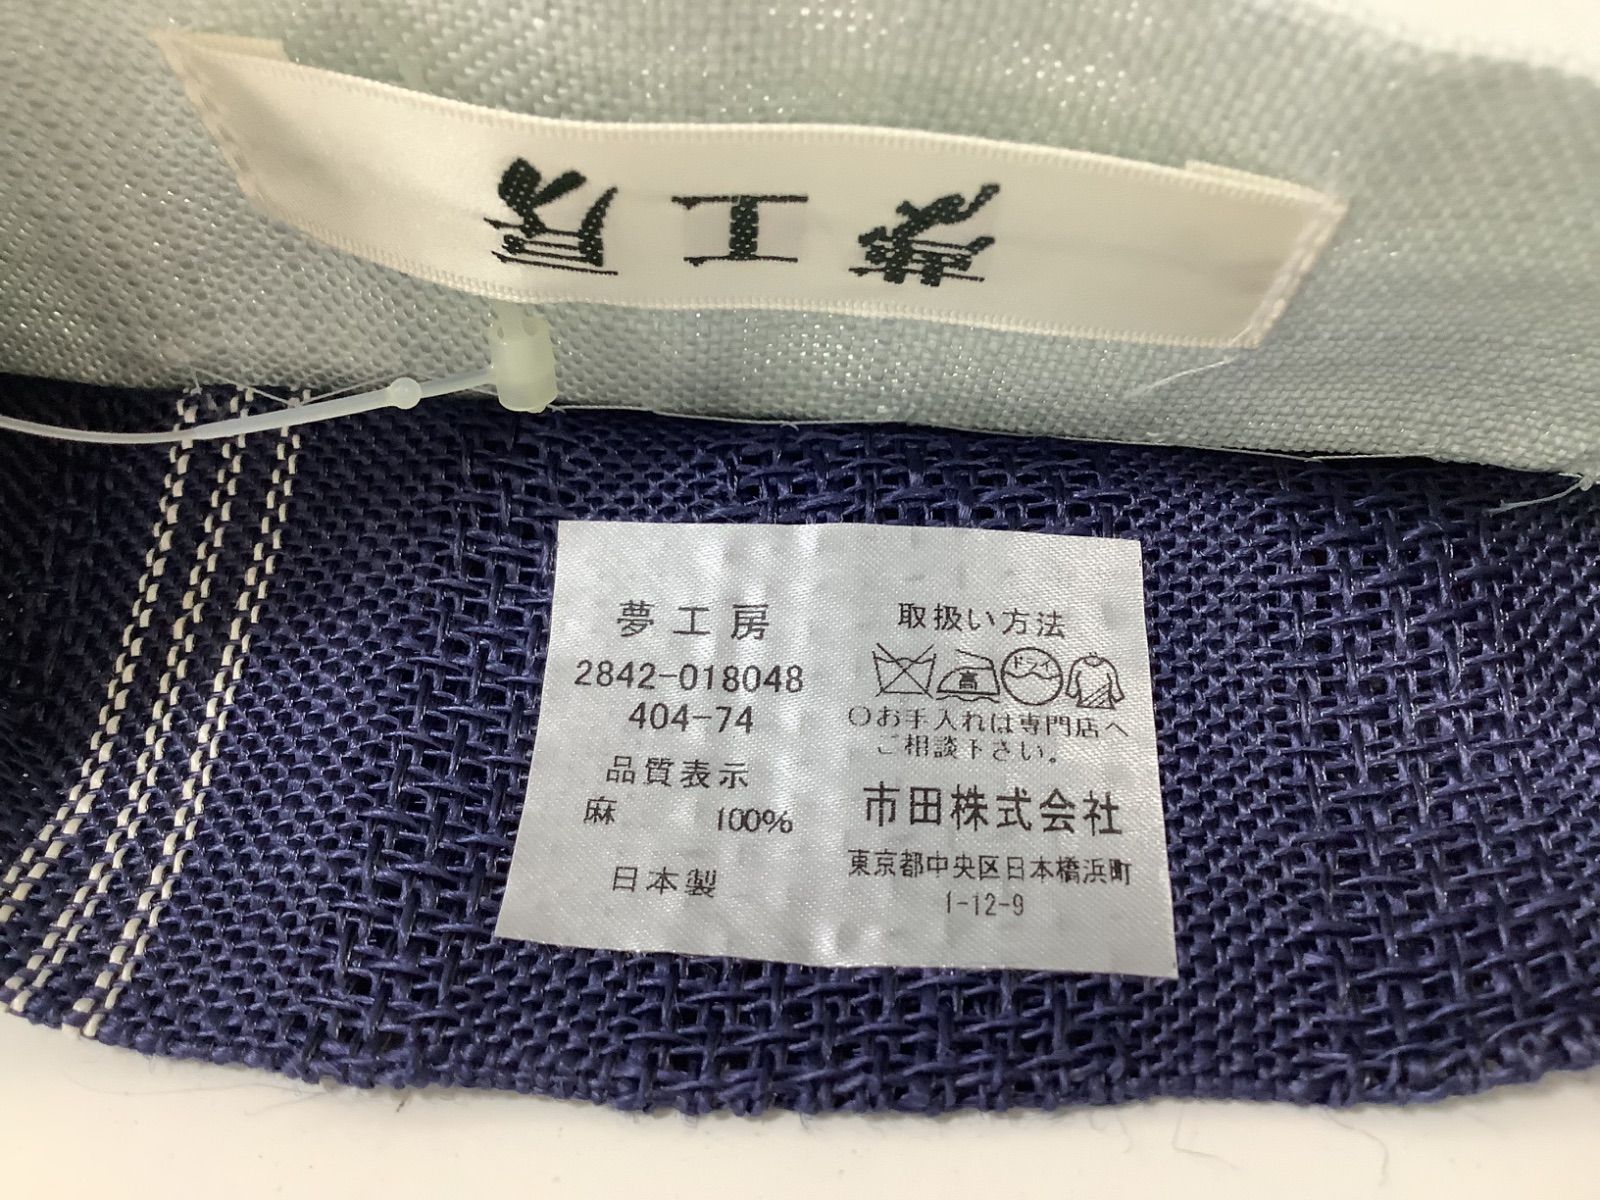 夢工房
夢工房
2842-018048
404-74
品質表示
麻 100%
日本製
取扱い方法
高 ドライ
〇お手入れは専門店へ
ご相談下さい。
市田株式会社
東京都中央区日本橋浜町
1-12-9